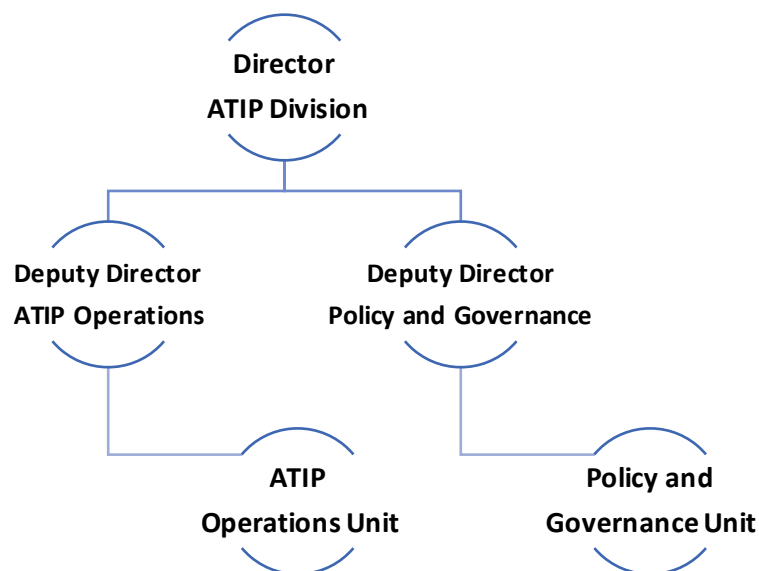 Director
ATIP Division
Deputy Director
ATIP Operations
Deputy Director
Policy and Governance
ATIP
Operations Unit
Policy and
Governance Unit